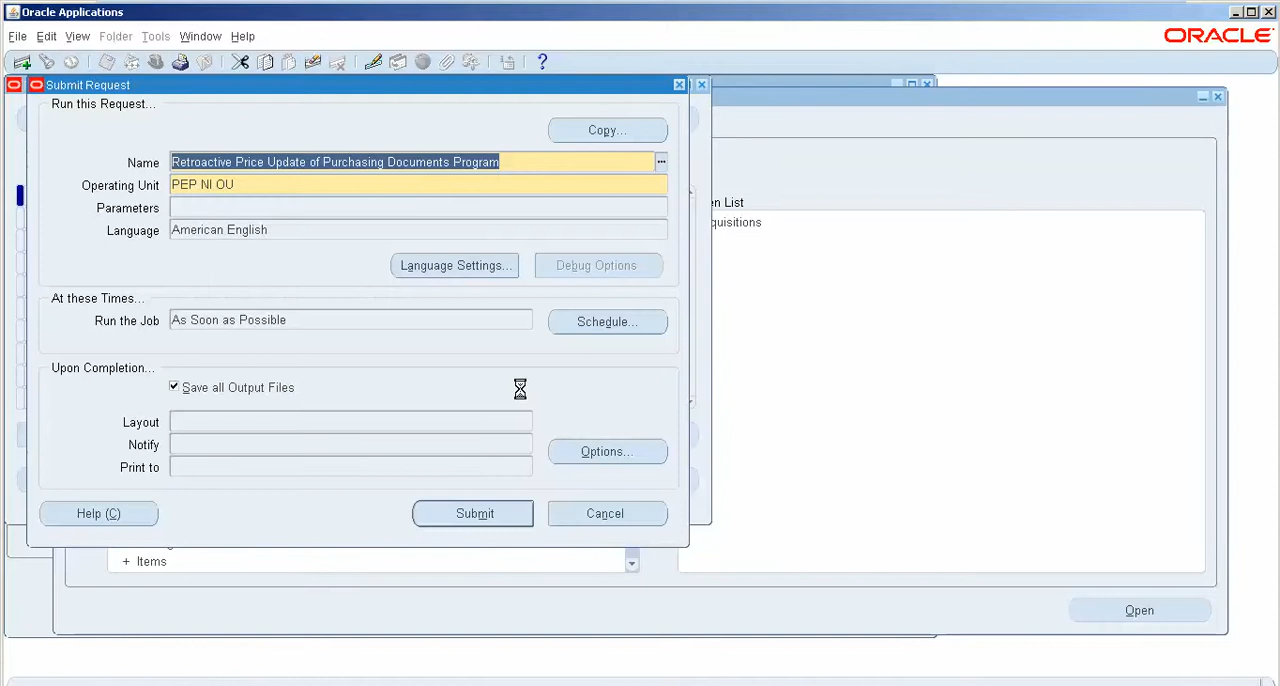 Oracle Applications
File Edit View Folder Tools Window Help
ORACLE
Submit Request
Run this Request...
Copy...
Name Retroactive Price Update of Purchasing Documents Program
Operating Unit PEP NI OU
Parameters
Language American English
Language Settings... Debug Options
At these Times...
Run the Job As Soon as Possible Schedule...
Upon Completion...
Save all Output Files
Layout
Notify Options...
Print to
Help (C) Submit Cancel
en List
quisitions
+ Items
Open